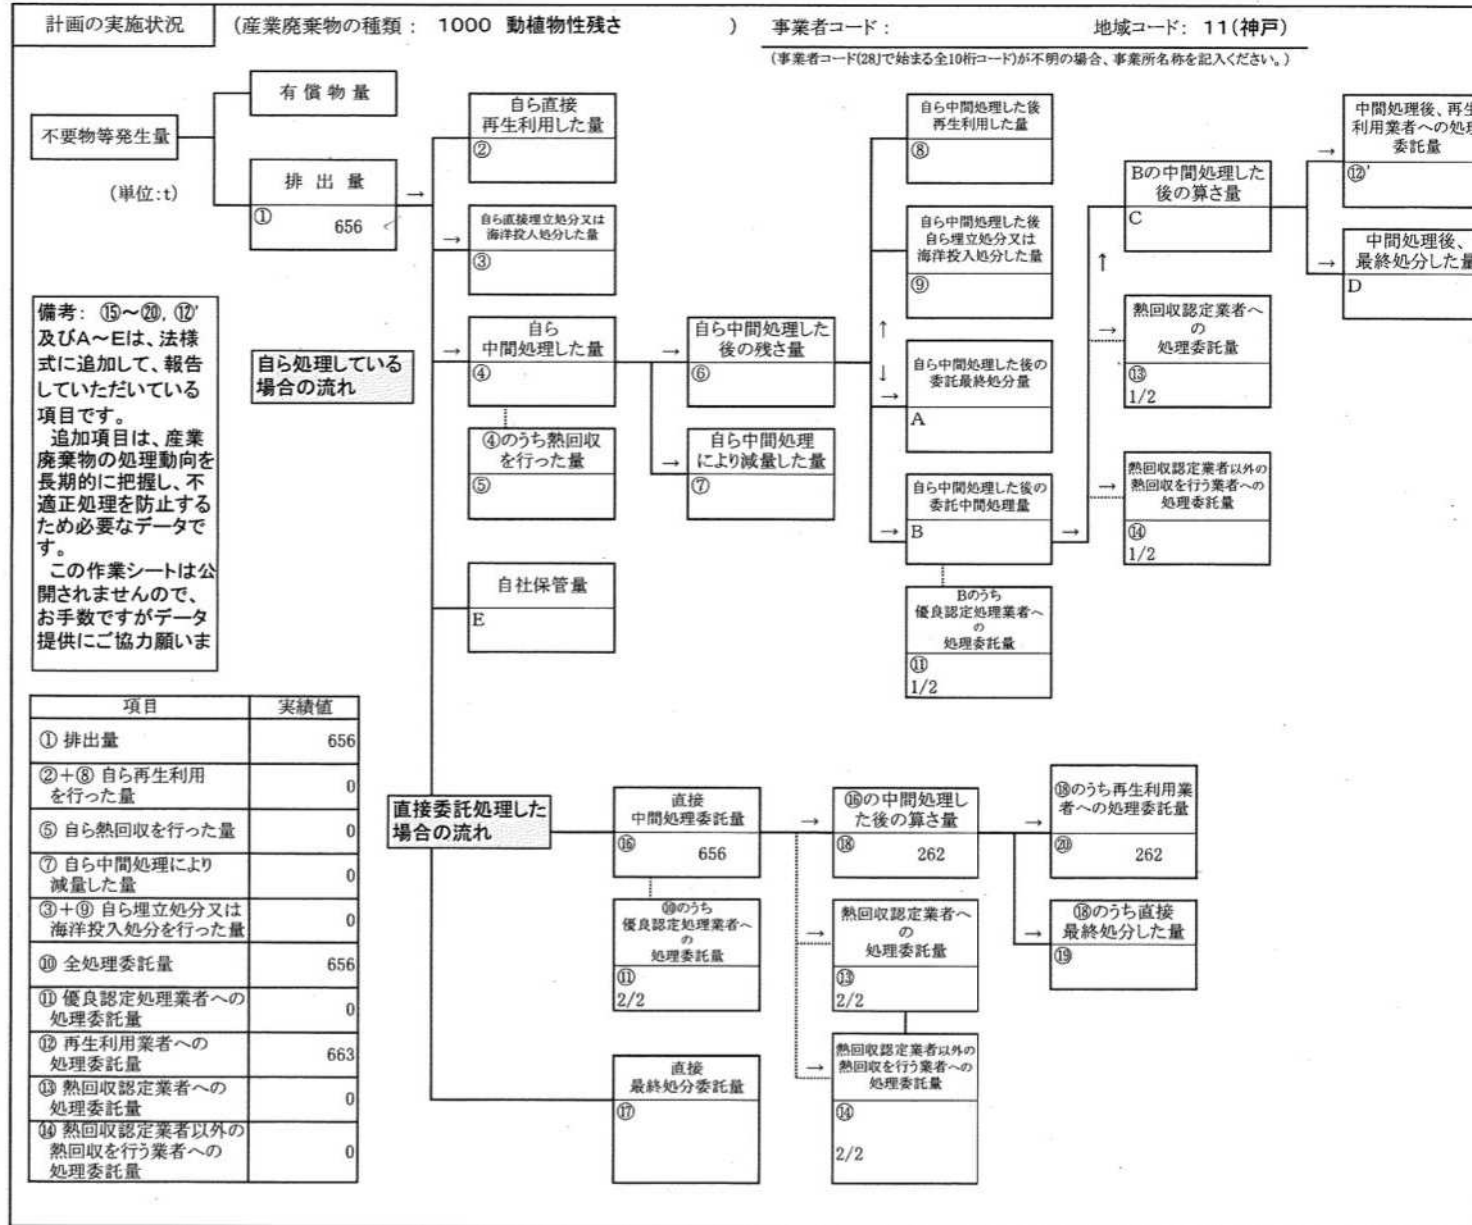 計画の実施状況
(産業廃棄物の種類： 1000 動植物性残さ )
事業者コード：
地域コード： 11(神戸)
(事業者コード(28｣で始まる全10桁コード)が不明の場合、事業所名称を記入ください。)
不要物等発生量
(単位:t)
有償物量
排出量
①
656
→
自ら直接
再生利用した量
②
→
自ら直接埋立処分又は
海洋投入処分した量
③
→
自ら
中間処理した量
④
④のうち熱回収
を行った量
⑤
自社保管量
E
→
自ら中間処理した
後の残さ量
⑥
→
自ら中間処理
により減量した量
⑦
自ら中間処理した後
再生利用した量
⑧
自ら中間処理した後
自ら埋立処分又は
海洋投入処分した量
⑨
↑
↓
→
自ら中間処理した後の
委託最終処分量
A
→
自ら中間処理した後の
委託中間処理量
B
→
Bのうち
優良認定処理業者へ
の
処理委託量
⑪
1/2
↑
Bの中間処理した
後の算さ量
C
→
熱回収認定業者へ
の
処理委託量
⑬
1/2
→
熱回収認定業者以外の
熱回収を行う業者への
処理委託量
⑭
1/2
→
中間処理後、再生
利用業者への処理
委託量
⑫'
→
中間処理後、
最終処分した量
D
備考： ⑮～⑳, ⑫'
及びA～Eは、法様
式に追加して、報告
していただいている
項目です。
追加項目は、産業
廃棄物の処理動向を
長期的に把握し、不
適正処理を防止する
ため必要なデータで
す。
この作業シートは公
開されませんので、
お手数ですがデータ
提供にご協力願いま
自ら処理している
場合の流れ
項目 実績値
① 排出量 656
②＋⑧ 自ら再生利用
を行った量 0
⑤ 自ら熱回収を行った量 0
⑦ 自ら中間処理により
減量した量 0
③＋⑨ 自ら埋立処分又は
海洋投入処分を行った量 0
⑩ 全処理委託量 656
⑪ 優良認定処理業者への
処理委託量 0
⑫ 再生利用業者への
処理委託量 663
⑬ 熱回収認定業者への
処理委託量 0
⑭ 熱回収認定業者以外の
熱回収を行う業者への
処理委託量 0
直接委託処理した
場合の流れ
直接
中間処理委託量
⑯
656
→
⑯の中間処理し
た後の算さ量
⑱
262
→
⑱のうち再生利用業
者への処理委託量
⑳
262
⑩のうち
優良認定処理業者へ
の
処理委託量
⑪
2/2
→
熱回収認定業者へ
の
処理委託量
⑬
2/2
→
⑱のうち直接
最終処分した量
⑲
→
熱回収認定業者以外の
熱回収を行う業者への
処理委託量
⑭
2/2
直接
最終処分委託量
⑰